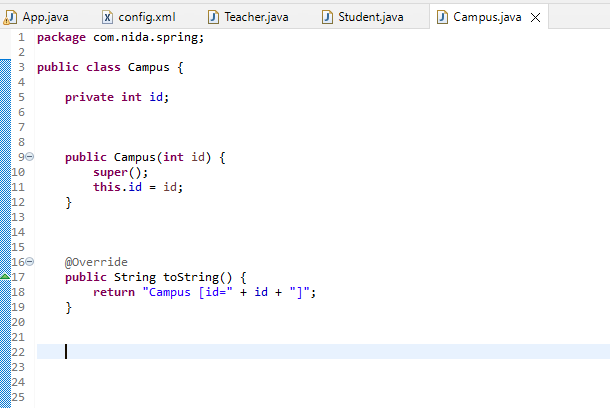 App.java config.xml Teacher.java Student.java Campus.java
1 package com.nida.spring;
2
3 public class Campus {
4
5 private int id;
6
7
8
9 public Campus(int id) {
10 super();
11 this.id = id;
12 }
13
14
15
16 @Override
17 public String toString() {
18 return "Campus [id=" + id + "]";
19 }
20
21
22
23
24
25